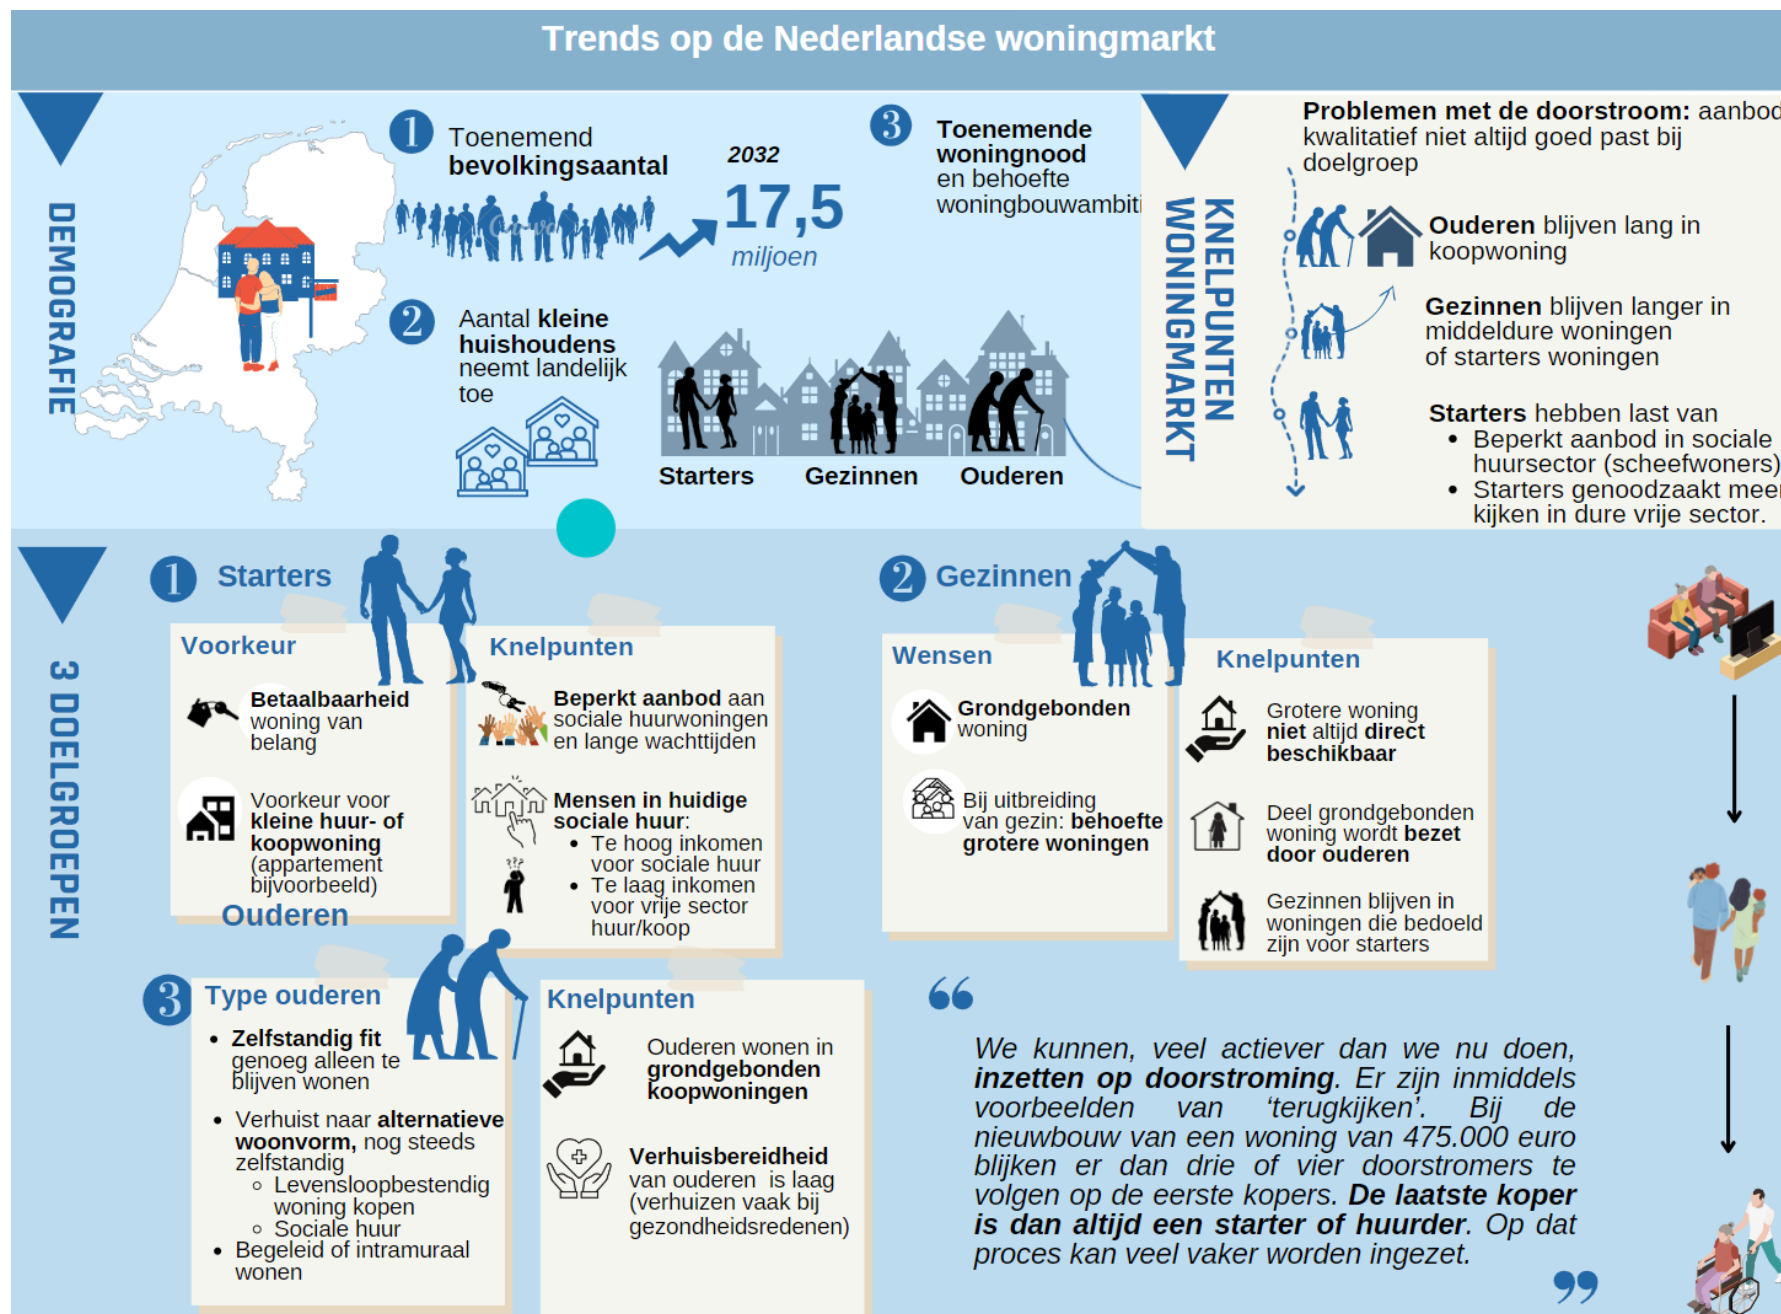 Trends op de Nederlandse woningmarkt
DEMOGRAFIE
1
Toenemend
bevolkingsaantal
2032
17,5
miljoen
2
Aantal kleine
huishoudens
neemt landelijk
toe
3
Toenemende
woningnood
en behoefte
woningbouwambiti
Starters
Gezinnen
Ouderen
KNELPUNTEN
WONINGMARKT
Problemen met de doorstroom: aanbod
kwalitatief niet altijd goed past bij
doelgroep
Ouderen blijven lang in
koopwoning
Gezinnen blijven langer in
middeldure woningen
of starters woningen
Starters hebben last van
• Beperkt aanbod in sociale
huursector (scheefwoners)
• Starters genoodzaakt meer
kijken in dure vrije sector.
3 DOELGROEPEN
1 Starters
Voorkeur
Betaalbaarheid
woning van
belang
Voorkeur voor
kleine huur- of
koopwoning
(appartement
bijvoorbeeld)
Knelpunten
Beperkt aanbod aan
sociale huurwoningen
en lange wachttijden
Mensen in huidige
sociale huur:
• Te hoog inkomen
voor sociale huur
• Te laag inkomen
voor vrije sector
huur/koop
2 Gezinnen
Wensen
Grondgebonden
woning
Bij uitbreiding
van gezin: behoefte
grotere woningen
Knelpunten
Grotere woning
niet altijd direct
beschikbaar
Deel grondgebonden
woning wordt bezet
door ouderen
Gezinnen blijven in
woningen die bedoeld
zijn voor starters
Ouderen
3
Type ouderen
• Zelfstandig fit
genoeg alleen te
blijven wonen
• Verhuist naar alternatieve
woonvorm, nog steeds
zelfstandig
◦ Levensloopbestendig
woning kopen
◦ Sociale huur
• Begeleid of intramuraal
wonen
Knelpunten
Ouderen wonen in
grondgebonden
koopwoningen
Verhuisbereidheid
van ouderen is laag
(verhuizen vaak bij
gezondheidsredenen)
“
We kunnen, veel actiever dan we nu doen,
inzetten op doorstroming. Er zijn inmiddels
voorbeelden van ‘terugkijken’. Bij de
nieuwbouw van een woning van 475.000 euro
blijken er dan drie of vier doorstromers te
volgen op de eerste kopers. De laatste koper
is dan altijd een starter of huurder. Op dat
proces kan veel vaker worden ingezet.
”